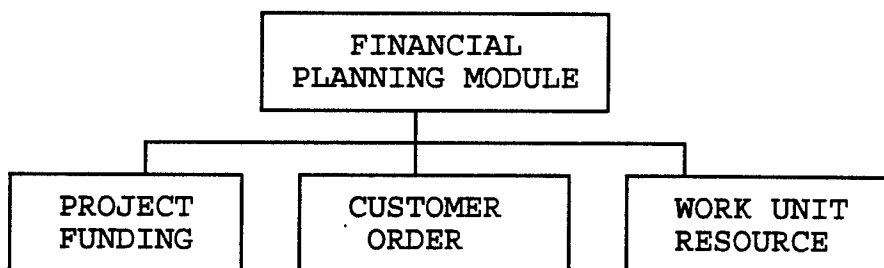 FINANCIAL
PLANNING MODULE
PROJECT
FUNDING
CUSTOMER
ORDER
WORK UNIT
RESOURCE